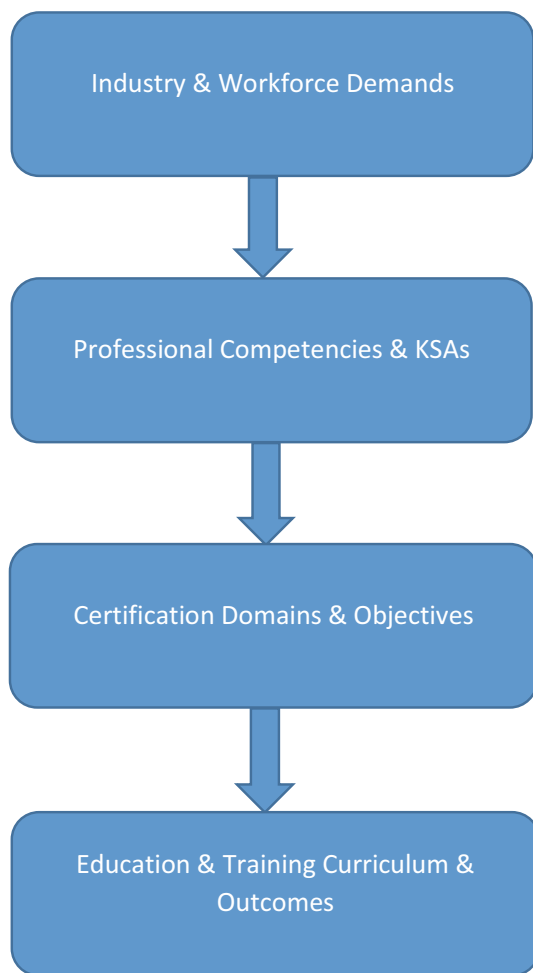 Industry & Workforce Demands
Professional Competencies & KSAs
Certification Domains & Objectives
Education & Training Curriculum &
Outcomes